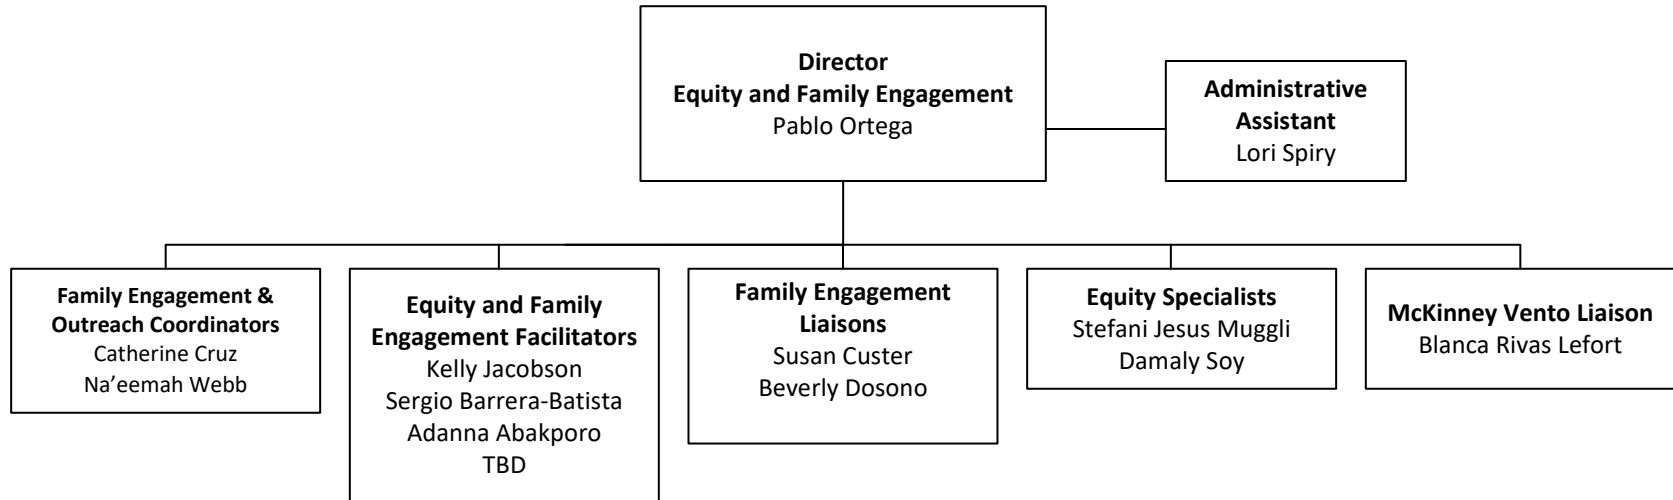 Director
Equity and Family Engagement
Pablo Ortega
Administrative
Assistant
Lori Spiry
Family Engagement &
Outreach Coordinators
Catherine Cruz
Na’eemah Webb
Equity and Family
Engagement Facilitators
Kelly Jacobson
Sergio Barrera-Batista
Adanna Abakporo
TBD
Family Engagement
Liaisons
Susan Custer
Beverly Dosono
Equity Specialists
Stefani Jesus Muggli
Damaly Soy
McKinney Vento Liaison
Blanca Rivas Lefort